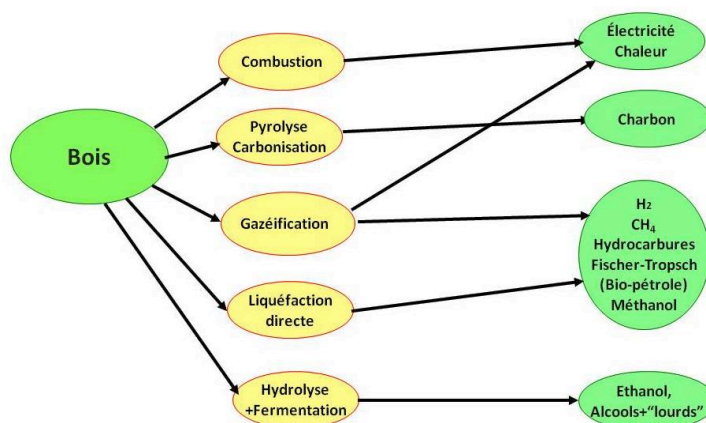 Bois
Combustion
Pyrolyse
Carbonisation
Gazéification
Liquéfaction
directe
Hydrolyse
+Fermentation
Électricité
Chaleur
Charbon
H₂
CH₄
Hydrocarbures
Fischer-Tropsch
(Bio-pétrole)
Méthanol
Ethanol,
Alcools+“lourds”